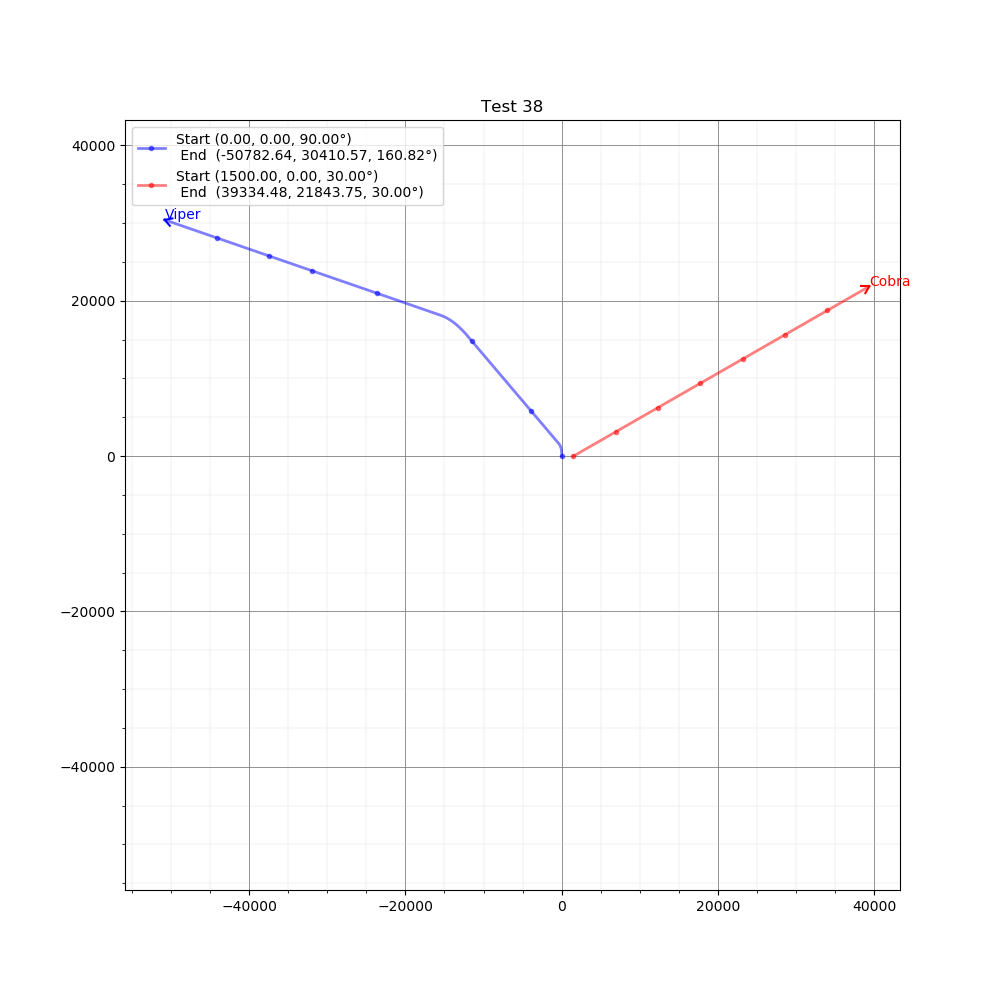 Test 38
Start (0.00, 0.00, 90.00°)
End  (-50782.64, 30410.57, 160.82°)
Start (1500.00, 0.00, 30.00°)
End  (39334.48, 21843.75, 30.00°)
Viper
Cobra
40000
20000
0
−20000
−40000
−40000
−20000
0
20000
40000